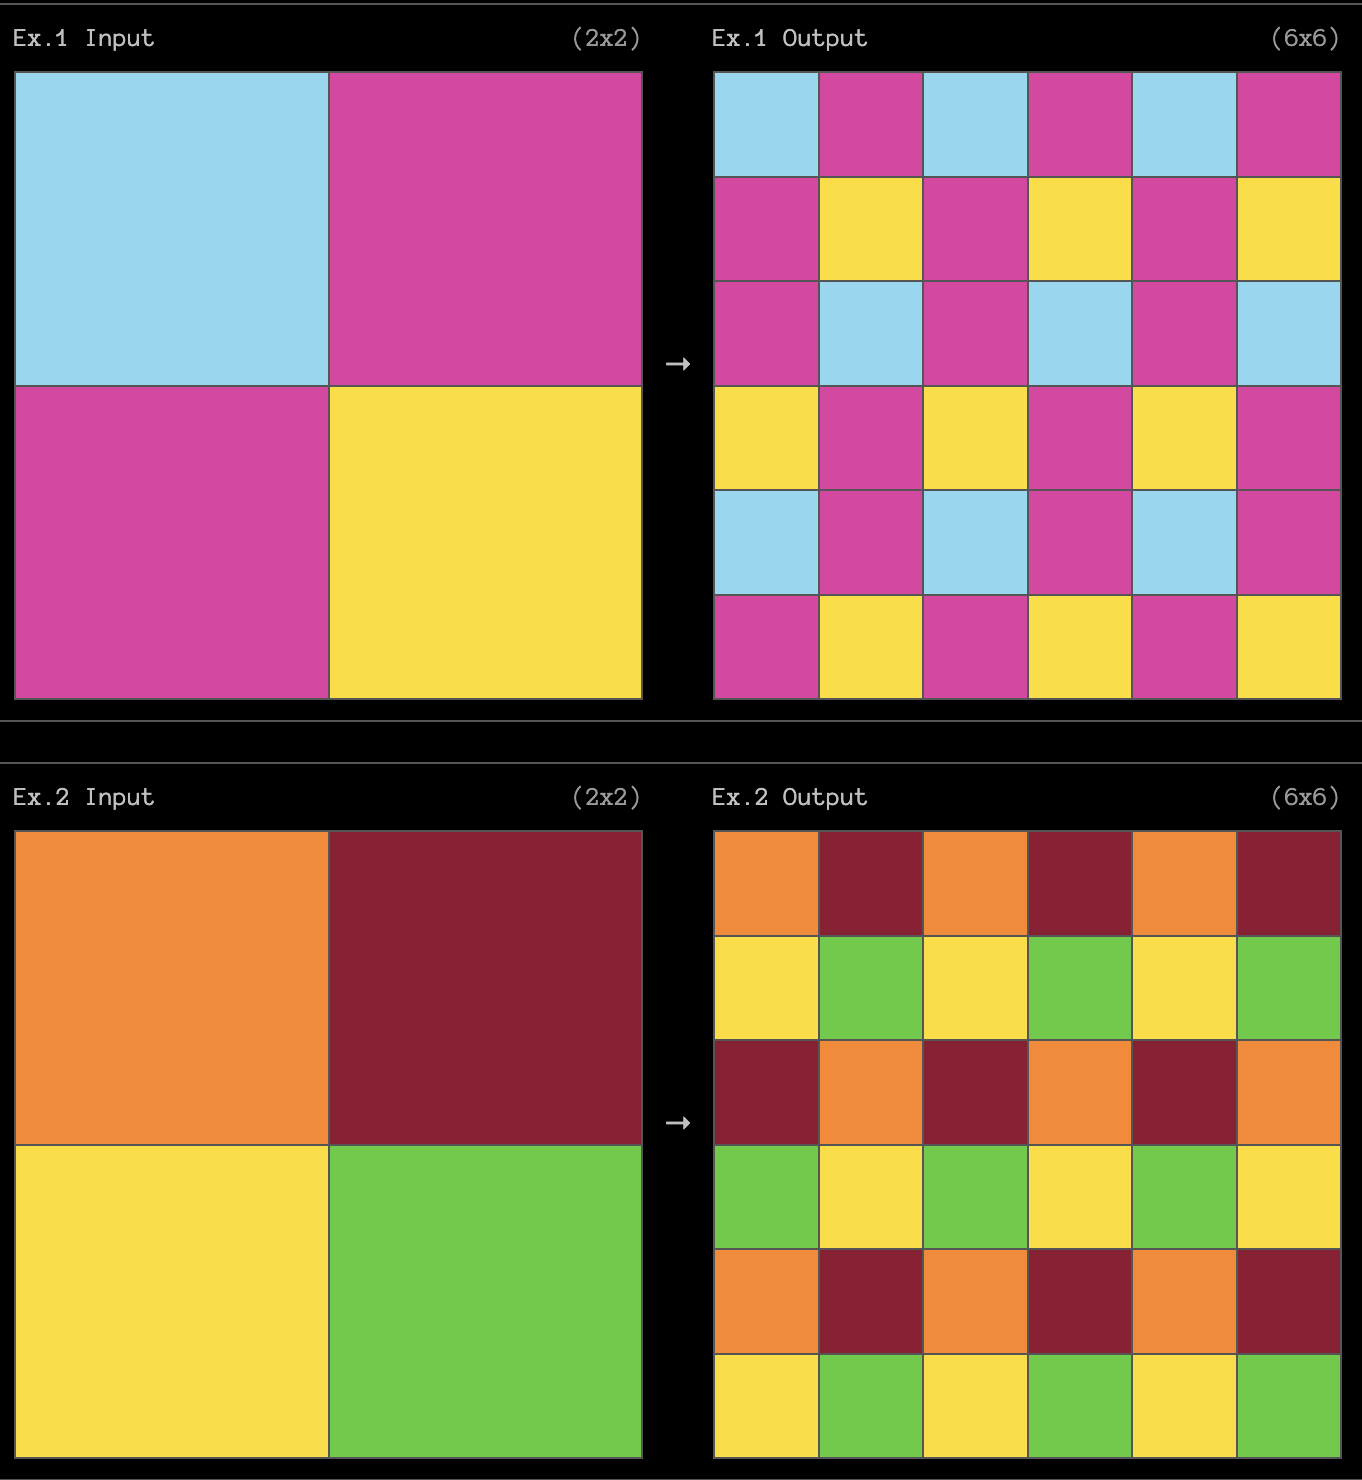 Ex.1 Input (2x2) Ex.1 Output (6x6)
→
Ex.2 Input (2x2) Ex.2 Output (6x6)
→